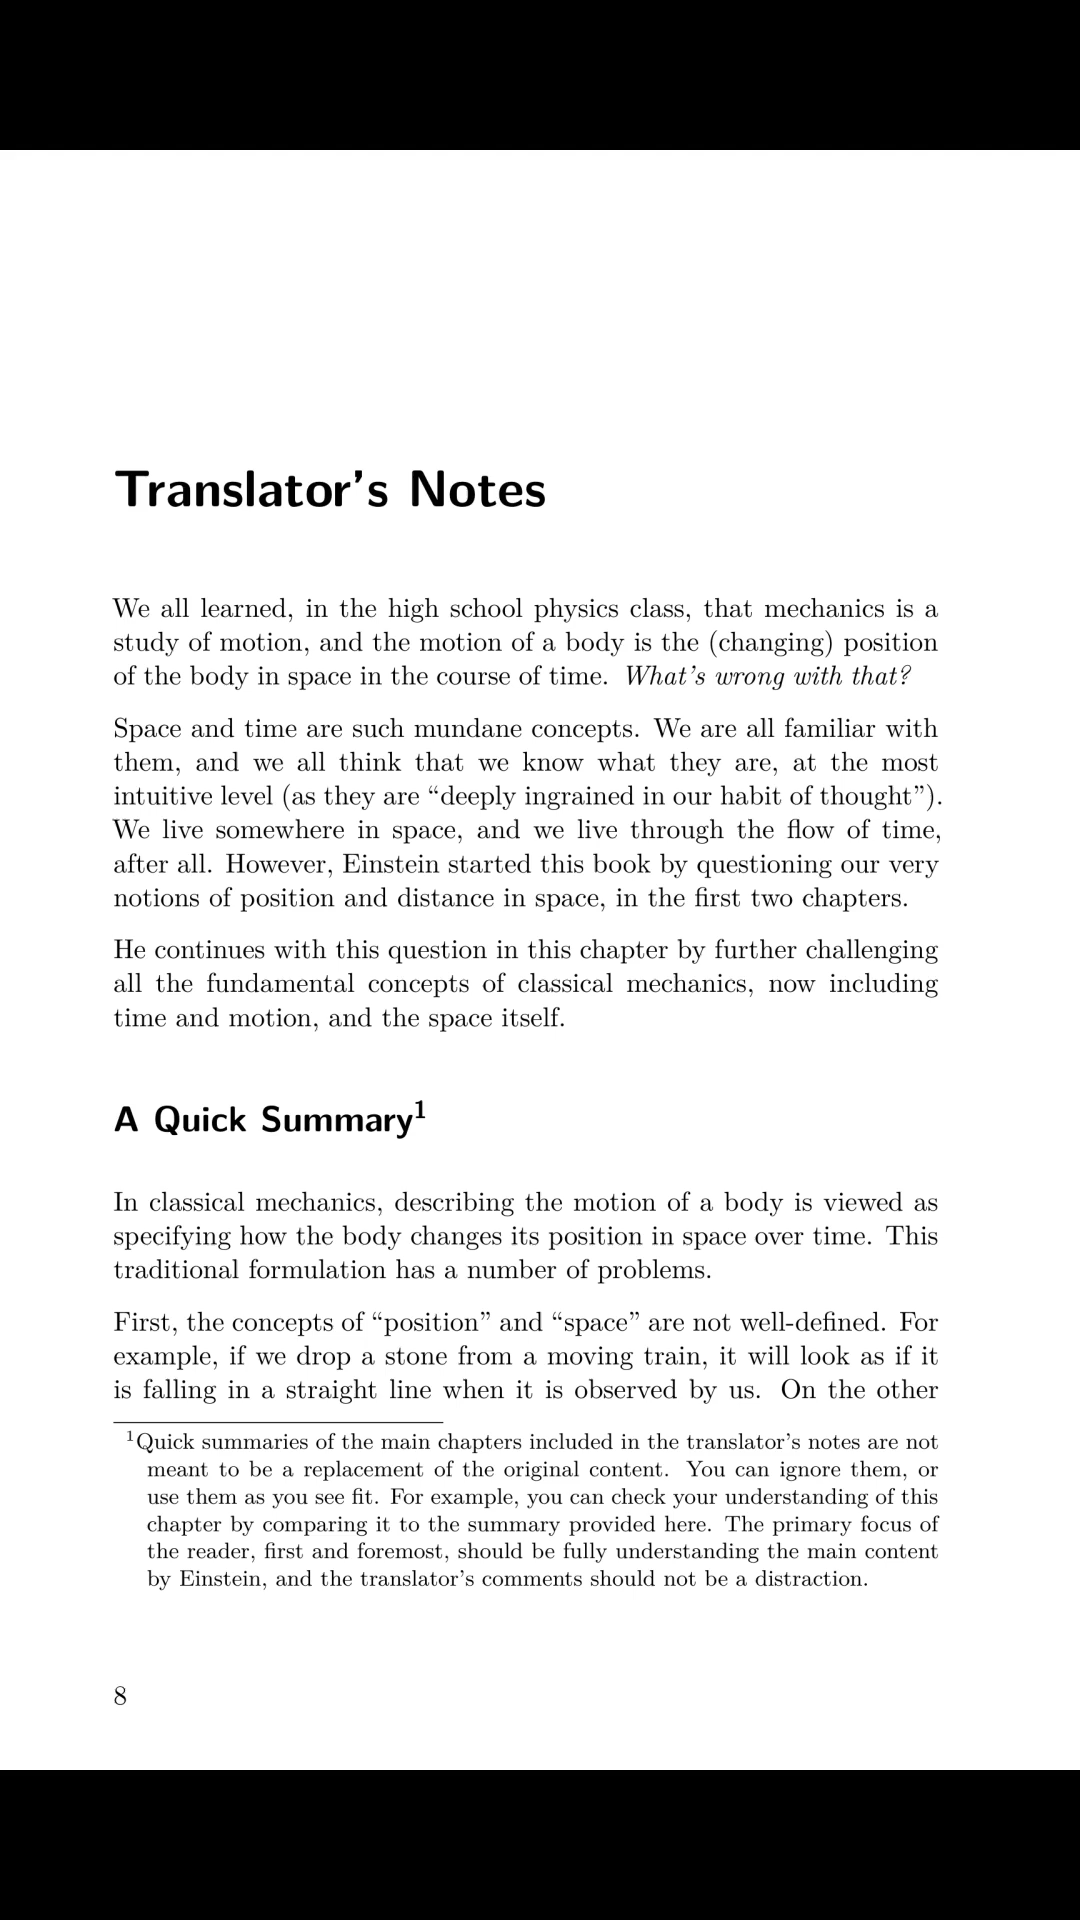 Translator’s Notes
We all learned, in the high school physics class, that mechanics is a
study of motion, and the motion of a body is the (changing) position
of the body in space in the course of time. What’s wrong with that?
Space and time are such mundane concepts. We are all familiar with
them, and we all think that we know what they are, at the most
intuitive level (as they are “deeply ingrained in our habit of thought”).
We live somewhere in space, and we live through the flow of time,
after all. However, Einstein started this book by questioning our very
notions of position and distance in space, in the first two chapters.
He continues with this question in this chapter by further challenging
all the fundamental concepts of classical mechanics, now including
time and motion, and the space itself.
A Quick Summary¹
In classical mechanics, describing the motion of a body is viewed as
specifying how the body changes its position in space over time. This
traditional formulation has a number of problems.
First, the concepts of “position” and “space” are not well-defined. For
example, if we drop a stone from a moving train, it will look as if it
is falling in a straight line when it is observed by us. On the other
¹Quick summaries of the main chapters included in the translator’s notes are not
meant to be a replacement of the original content. You can ignore them, or
use them as you see fit. For example, you can check your understanding of this
chapter by comparing it to the summary provided here. The primary focus of
the reader, first and foremost, should be fully understanding the main content
by Einstein, and the translator’s comments should not be a distraction.
8